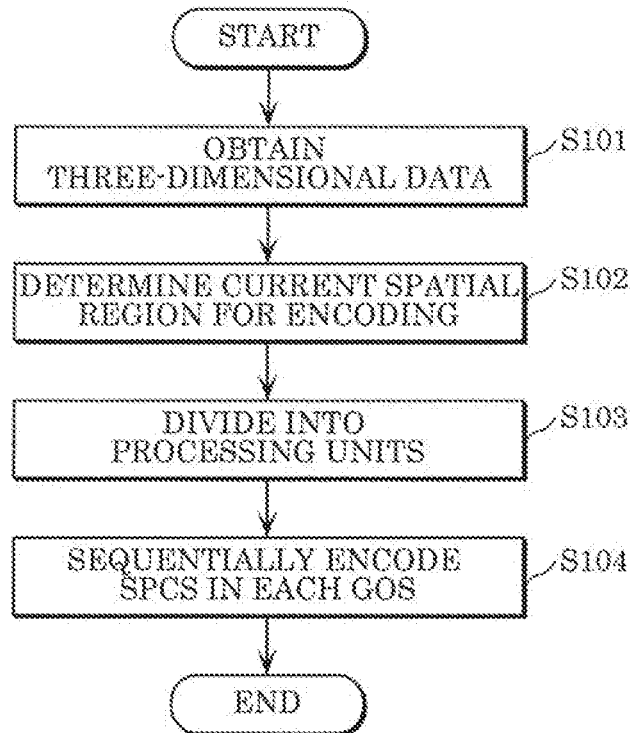 START
OBTAIN
THREE-DIMENSIONAL DATA
S101
DETERMINE CURRENT SPATIAL
REGION FOR ENCODING
S102
DIVIDE INTO
PROCESSING UNITS
S103
SEQUENTIALLY ENCODE
SPCS IN EACH GOS
S104
END